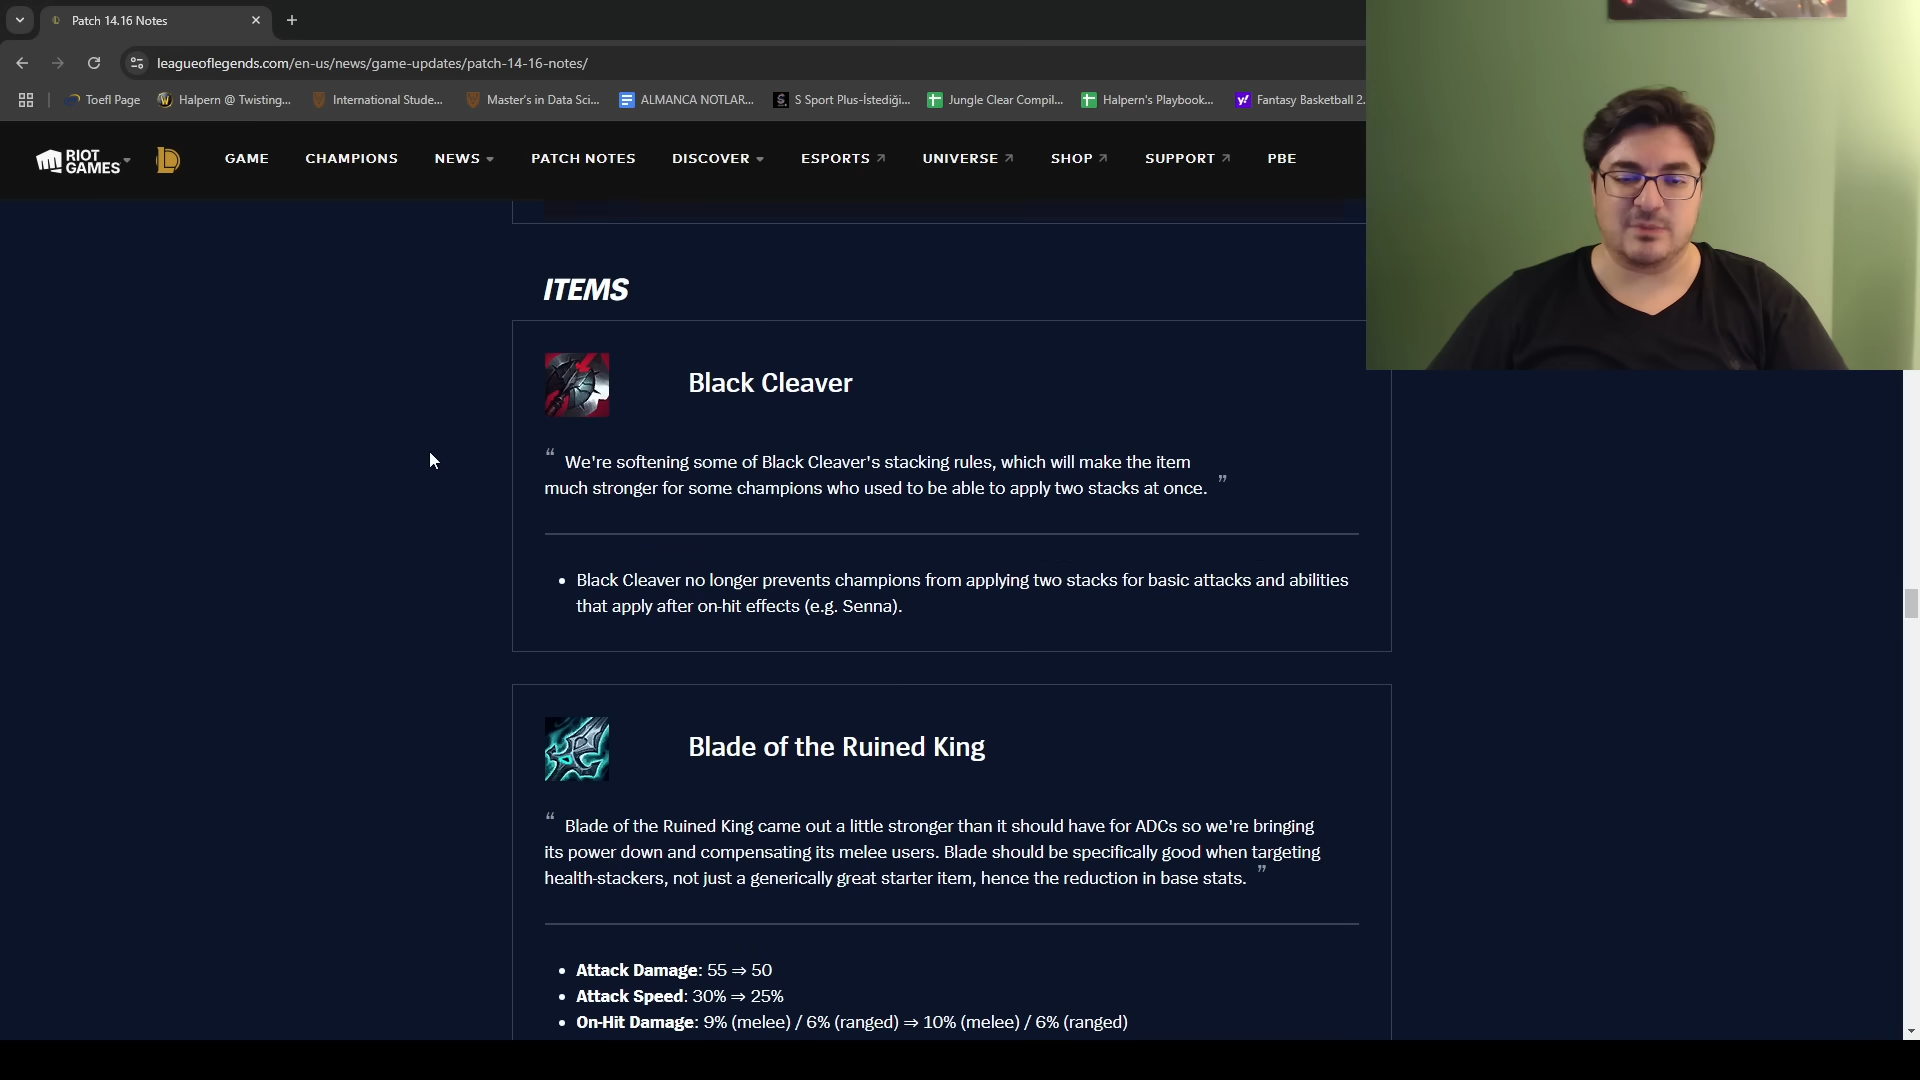 Patch 14.16 Notes
leagueoflegends.com/en-us/news/game-updates/patch-14-16-notes/
Toefl Page
Halpern @ Twisting...
International Stude...
Master's in Data Sci...
ALMANCA NOTLAR...
S Sport Plus-İstediği...
Jungle Clear Compil...
Halpern's Playbook...
Fantasy Basketball 2.
RIOT GAMES
GAME
CHAMPIONS
NEWS
PATCH NOTES
DISCOVER
ESPORTS
UNIVERSE
SHOP
SUPPORT
PBE
ITEMS
Black Cleaver
“ We're softening some of Black Cleaver's stacking rules, which will make the item
much stronger for some champions who used to be able to apply two stacks at once. ”
• Black Cleaver no longer prevents champions from applying two stacks for basic attacks and abilities
that apply after on-hit effects (e.g. Senna).
Blade of the Ruined King
“ Blade of the Ruined King came out a little stronger than it should have for ADCs so we're bringing
its power down and compensating its melee users. Blade should be specifically good when targeting
health-stackers, not just a generically great starter item, hence the reduction in base stats. ”
• Attack Damage: 55 ⇒ 50
• Attack Speed: 30% ⇒ 25%
• On-Hit Damage: 9% (melee) / 6% (ranged) ⇒ 10% (melee) / 6% (ranged)